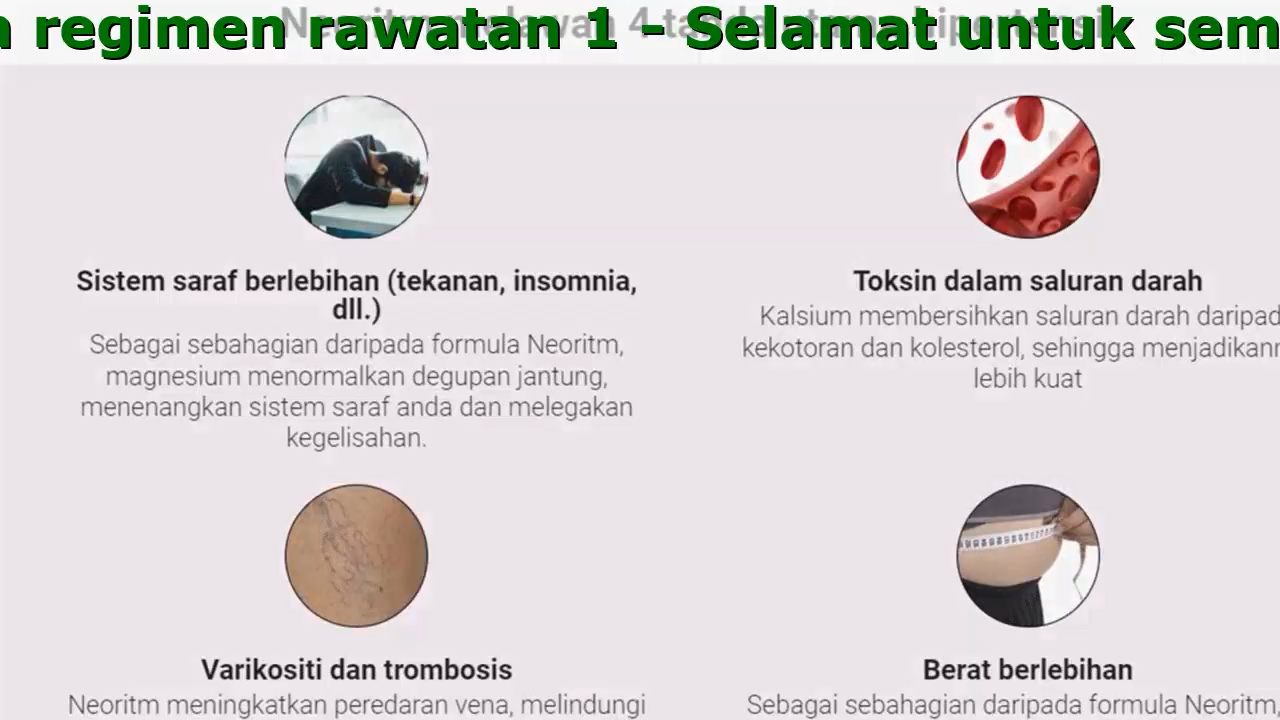 regimen rawatan 1 - Selamat untuk sem
Sistem saraf berlebihan (tekanan, insomnia,
dll.)
Sebagai sebahagian daripada formula Neoritm,
magnesium menormalkan degupan jantung,
menenangkan sistem saraf anda dan melegakan
kegelisahan.
Toksin dalam saluran darah
Kalsium membersihkan saluran darah daripad
kekotoran dan kolesterol, sehingga menjadikann
lebih kuat
Varikositi dan trombosis
Neoritm meningkatkan peredaran vena, melindungi
Berat berlebihan
Sebagai sebahagian daripada formula Neoritm,